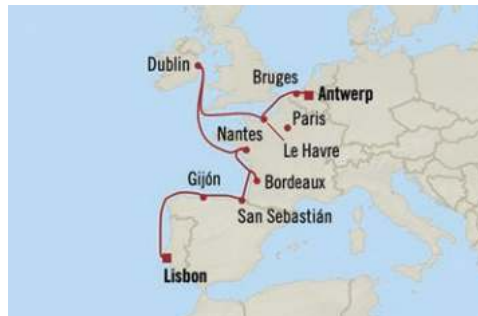 Dublin
Bruges
Antwerp
Paris
Nantes
Le Havre
Gijón
Bordeaux
San Sebastián
Lisbon